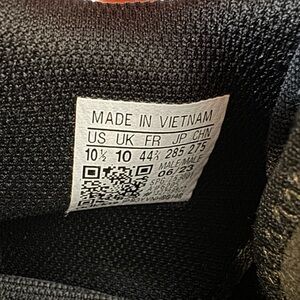 MADE IN VIETNAM
US UK FR JP CHN
10½ 10 44⅔ 285 275
MALE/MALE
06/23